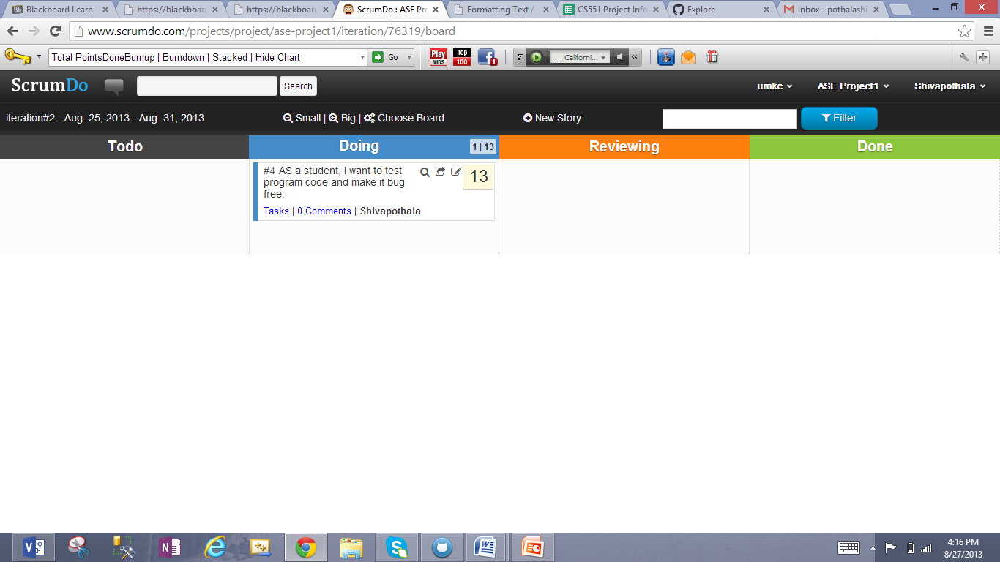 Blackboard Learn
https://blackboard
https://blackboard
ScrumDo : ASE Pr
Formatting Text /
CS551 Project Info
Explore
Inbox - pothalashi
www.scrumdo.com/projects/project/ase-project1/iteration/76319/board
Total PointsDoneBurnup | Burndown | Stacked | Hide Chart
Go
Play VIDS
Top 100
1
..... Californi...
ScrumDo
Search
umkc
ASE Project1
Shivapothala
iteration#2 - Aug. 25, 2013 - Aug. 31, 2013
Small | Big | Choose Board
New Story
Filter
Todo
Doing
1 | 13
Reviewing
Done
#4 AS a student, I want to test
program code and make it bug
free.
13
Tasks | 0 Comments | Shivapothala
4:16 PM
8/27/2013